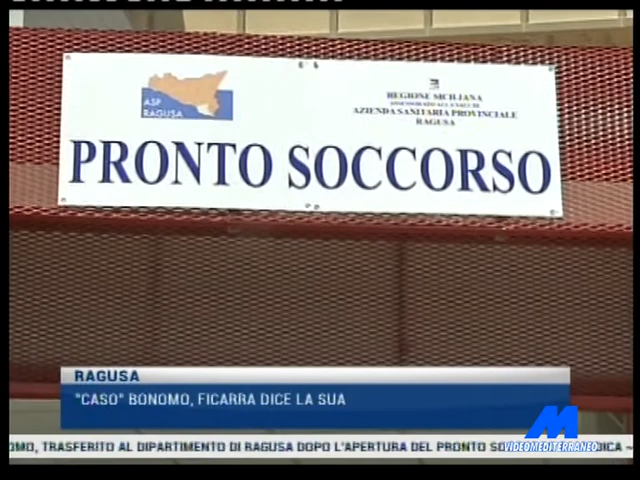 ASP
RAGUSA
REGIONE SICILIANA
AZIENDA SANITARIA PROVINCIALE
RAGUSA
PRONTO SOCCORSO
RAGUSA
"CASO" BONOMO, FICARRA DICE LA SUA
M
VIDEOMEDITERRANEO
OMO, TRASFERITO AL DIPARTIMENTO DI RAGUSA DOPO L'APERTURA DEL PRONTO SO